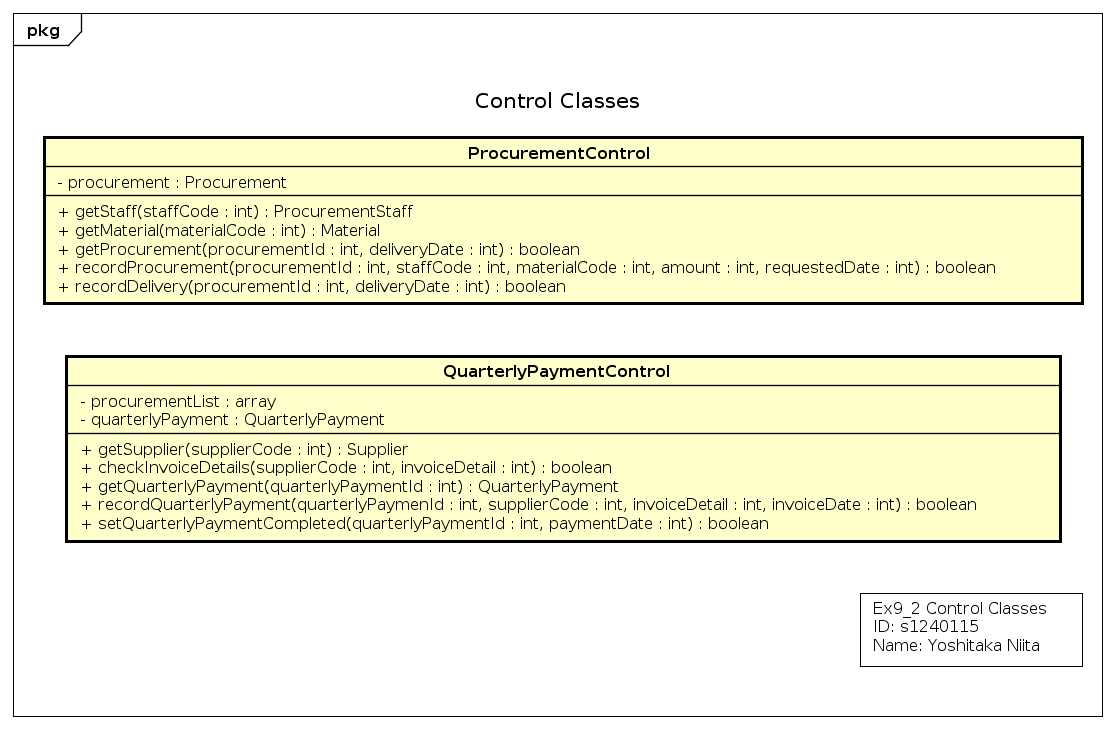 pkg
Control Classes
ProcurementControl
- procurement : Procurement
+ getStaff(staffCode : int) : ProcurementStaff
+ getMaterial(materialCode : int) : Material
+ getProcurement(procurementId : int, deliveryDate : int) : boolean
+ recordProcurement(procurementId : int, staffCode : int, materialCode : int, amount : int, requestedDate : int) : boolean
+ recordDelivery(procurementId : int, deliveryDate : int) : boolean
QuarterlyPaymentControl
- procurementList : array
- quarterlyPayment : QuarterlyPayment
+ getSupplier(supplierCode : int) : Supplier
+ checkInvoiceDetails(supplierCode : int, invoiceDetail : int) : boolean
+ getQuarterlyPayment(quarterlyPaymentId : int) : QuarterlyPayment
+ recordQuarterlyPayment(quarterlyPaymenId : int, supplierCode : int, invoiceDetail : int, invoiceDate : int) : boolean
+ setQuarterlyPaymentCompleted(quarterlyPaymentId : int, paymentDate : int) : boolean
Ex9_2 Control Classes
ID: s1240115
Name: Yoshitaka Niita